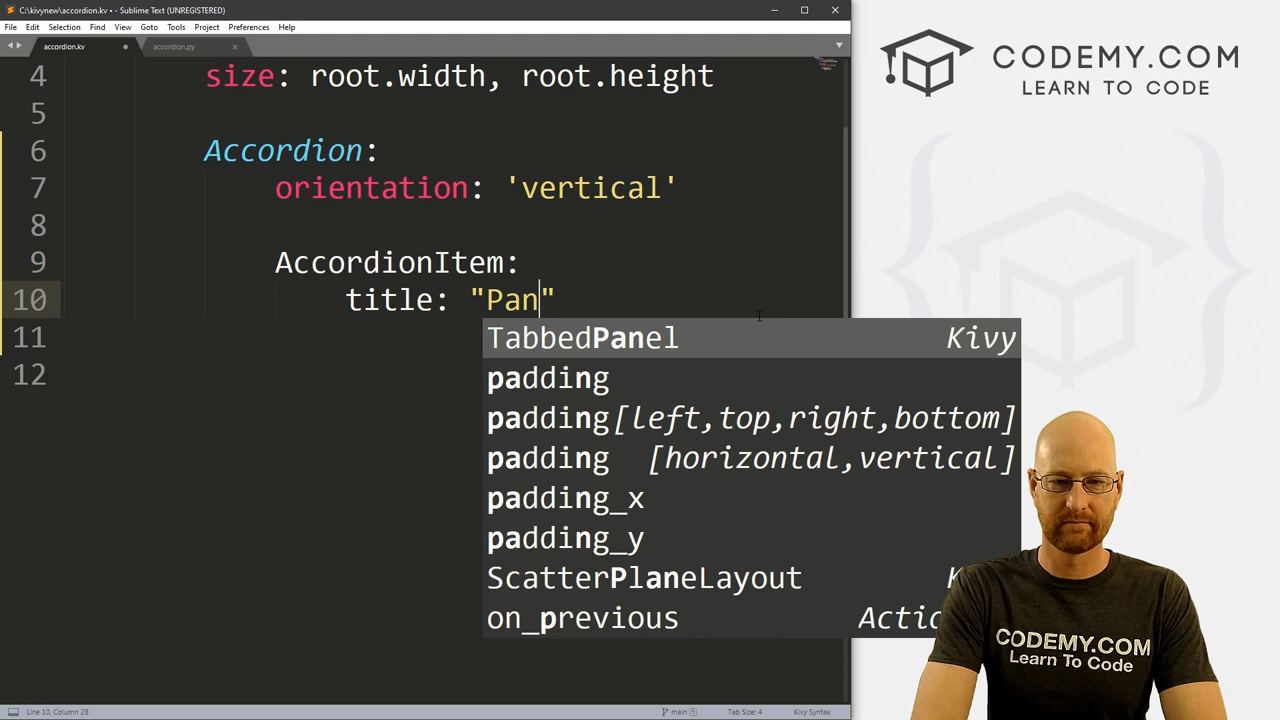 C:\kivynew\accordion.kv • - Sublime Text (UNREGISTERED)
File Edit Selection Find View Goto Tools Project Preferences Help
accordion.kv accordion.py
4 size: root.width, root.height
5
6 Accordion:
7 orientation: 'vertical'
8
9 AccordionItem:
10 title: "Pan"
11
12
TabbedPanel Kivy
padding
padding[left,top,right,bottom]
padding [horizontal,vertical]
padding_x
padding_y
ScatterPlaneLayout
on_previous
Line 10, Column 28 main Tab Size: 4 Kivy Syntax
CODEMY.COM
LEARN TO CODE
CODEMY.COM
Learn To Code